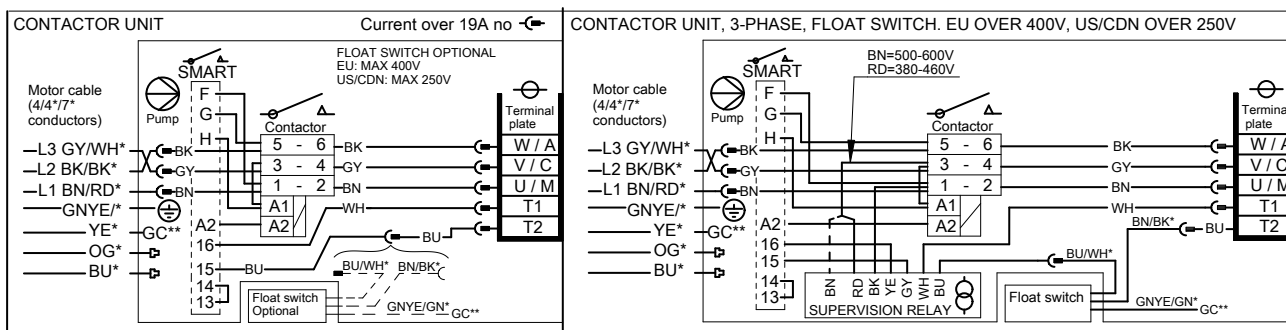 CONTACTOR UNIT
Current over 19A no
FLOAT SWITCH OPTIONAL
EU: MAX 400V
US/CDN: MAX 250V
SMART
Motor cable
(4/4*/7*
conductors)
Pump
F
G
H
Contactor
5 - 6
3 - 4
1 - 2
A1
A2
Terminal
plate
W / A
V / C
U / M
T1
T2
L3 GY/WH*
L2 BK/BK*
L1 BN/RD*
GNYE/*
YE*
OG*
BU*
BK
GY
BN
GC**
A2
16
15
14
13
BK
GY
BN
WH
BU
BU
BU/WH*
BN/BK*
Float switch
Optional
GNYE/GN*
GC**
CONTACTOR UNIT, 3-PHASE, FLOAT SWITCH. EU OVER 400V, US/CDN OVER 250V
BN=500-600V
RD=380-460V
SMART
Motor cable
(4/4*/7*
conductors)
Pump
F
G
H
Contactor
5 - 6
3 - 4
1 - 2
A1
A2
Terminal
plate
W / A
V / C
U / M
T1
T2
L3 GY/WH*
L2 BK/BK*
L1 BN/RD*
GNYE/*
YE*
OG*
BU*
BK
GY
BN
GC**
A2
16
15
14
13
BK
GY
BN
WH
BN/BK*
BU
BU/WH*
BN
RD
BK
YE
GY
WH
BU
SUPERVISION RELAY
Float switch
GNYE/GN*
GC**